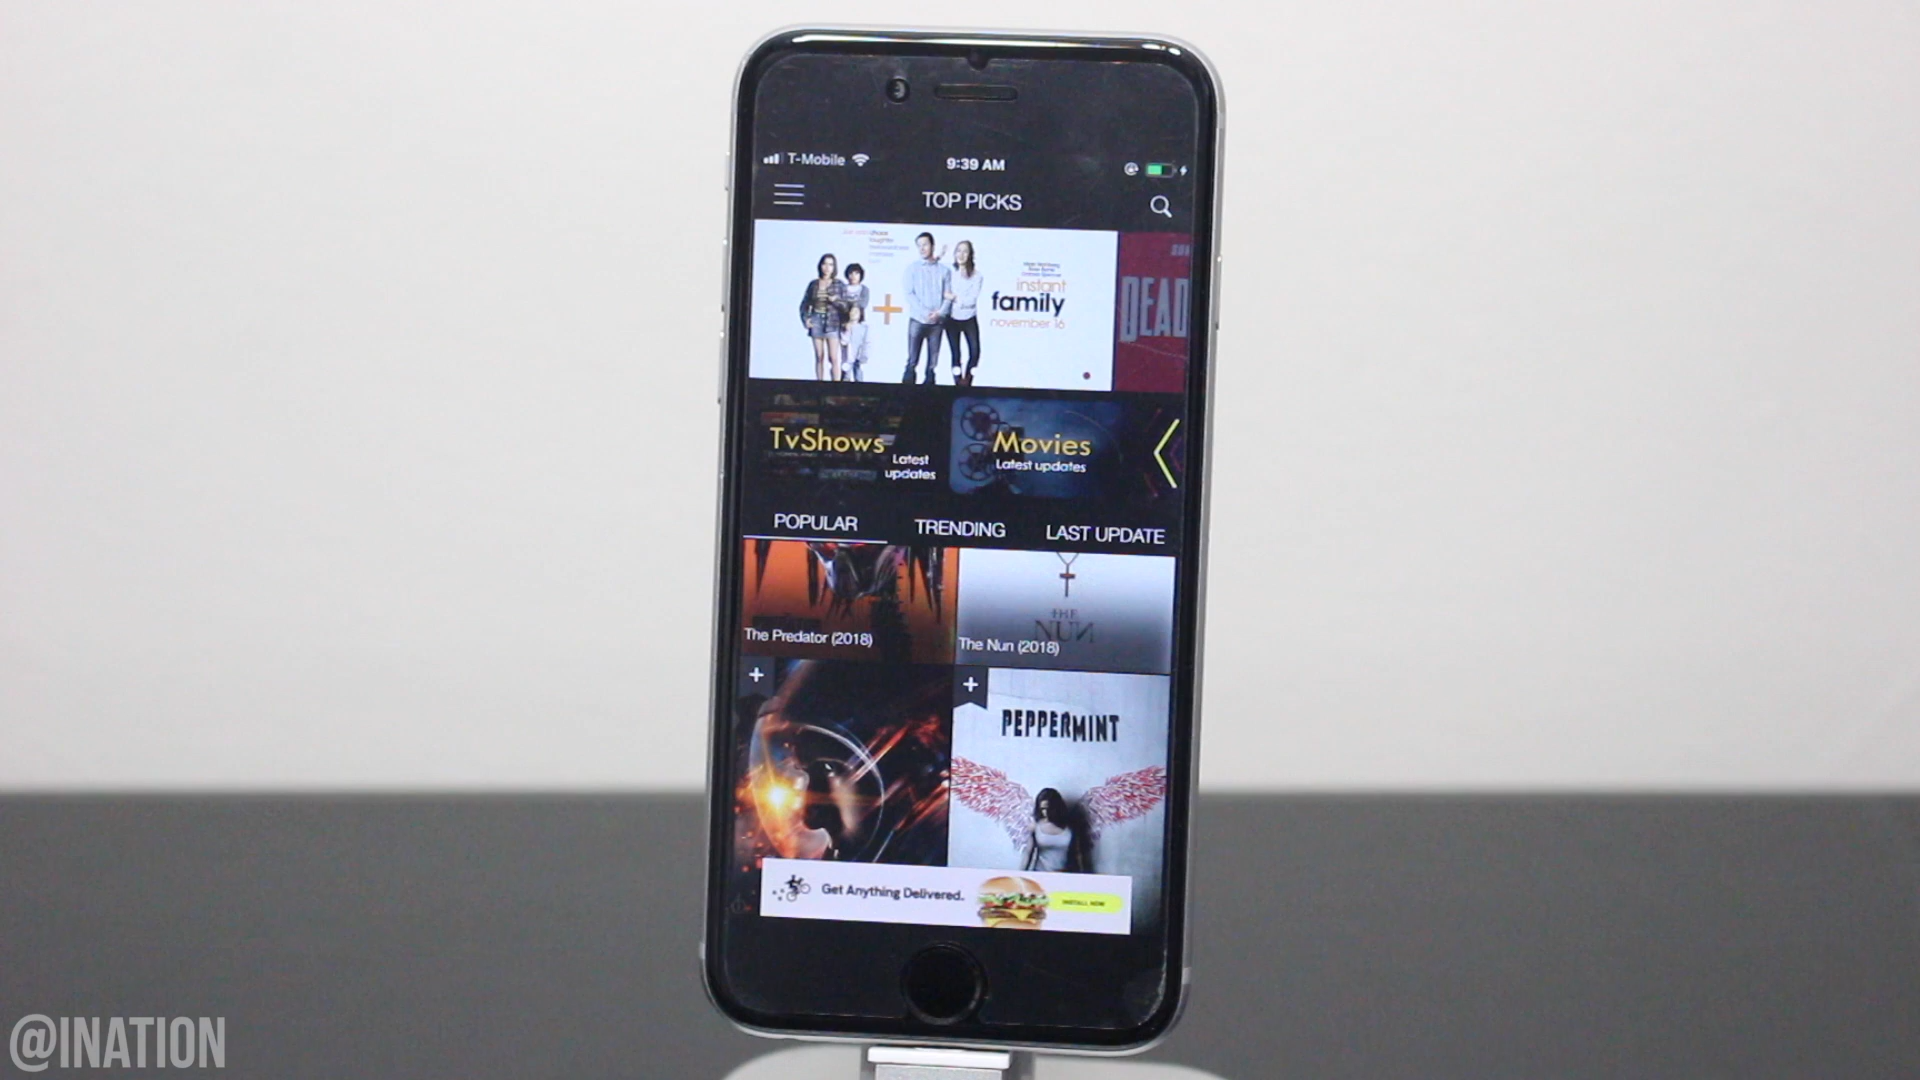 T-Mobile
9:39 AM
TOP PICKS
instant
family
november 16
DEAD
TvShows
Latest
updates
Movies
Latest updates
POPULAR
TRENDING
LAST UPDATE
The Predator (2018)
THE
NUN
The Nun (2018)
+
+
PEPPERMINT
Get Anything Delivered.
INSTALL NOW
@INATION